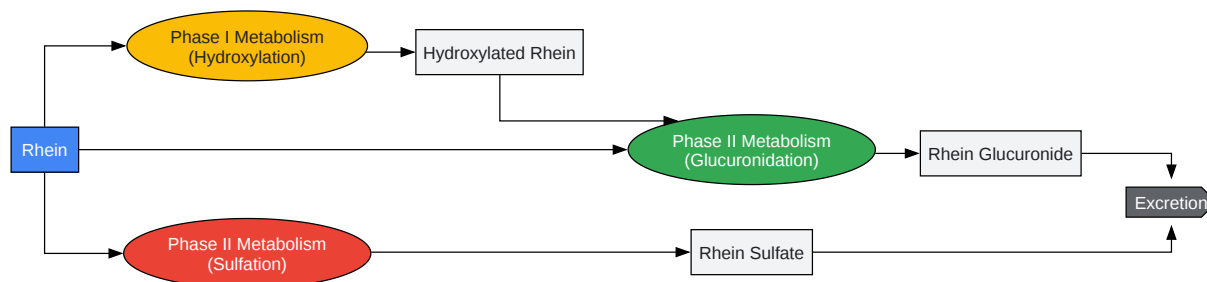 Phase I Metabolism
(Hydroxylation)
Hydroxylated Rhein
Rhein
Phase II Metabolism
(Glucuronidation)
Rhein Glucuronide
Excretion
Phase II Metabolism
(Sulfation)
Rhein Sulfate